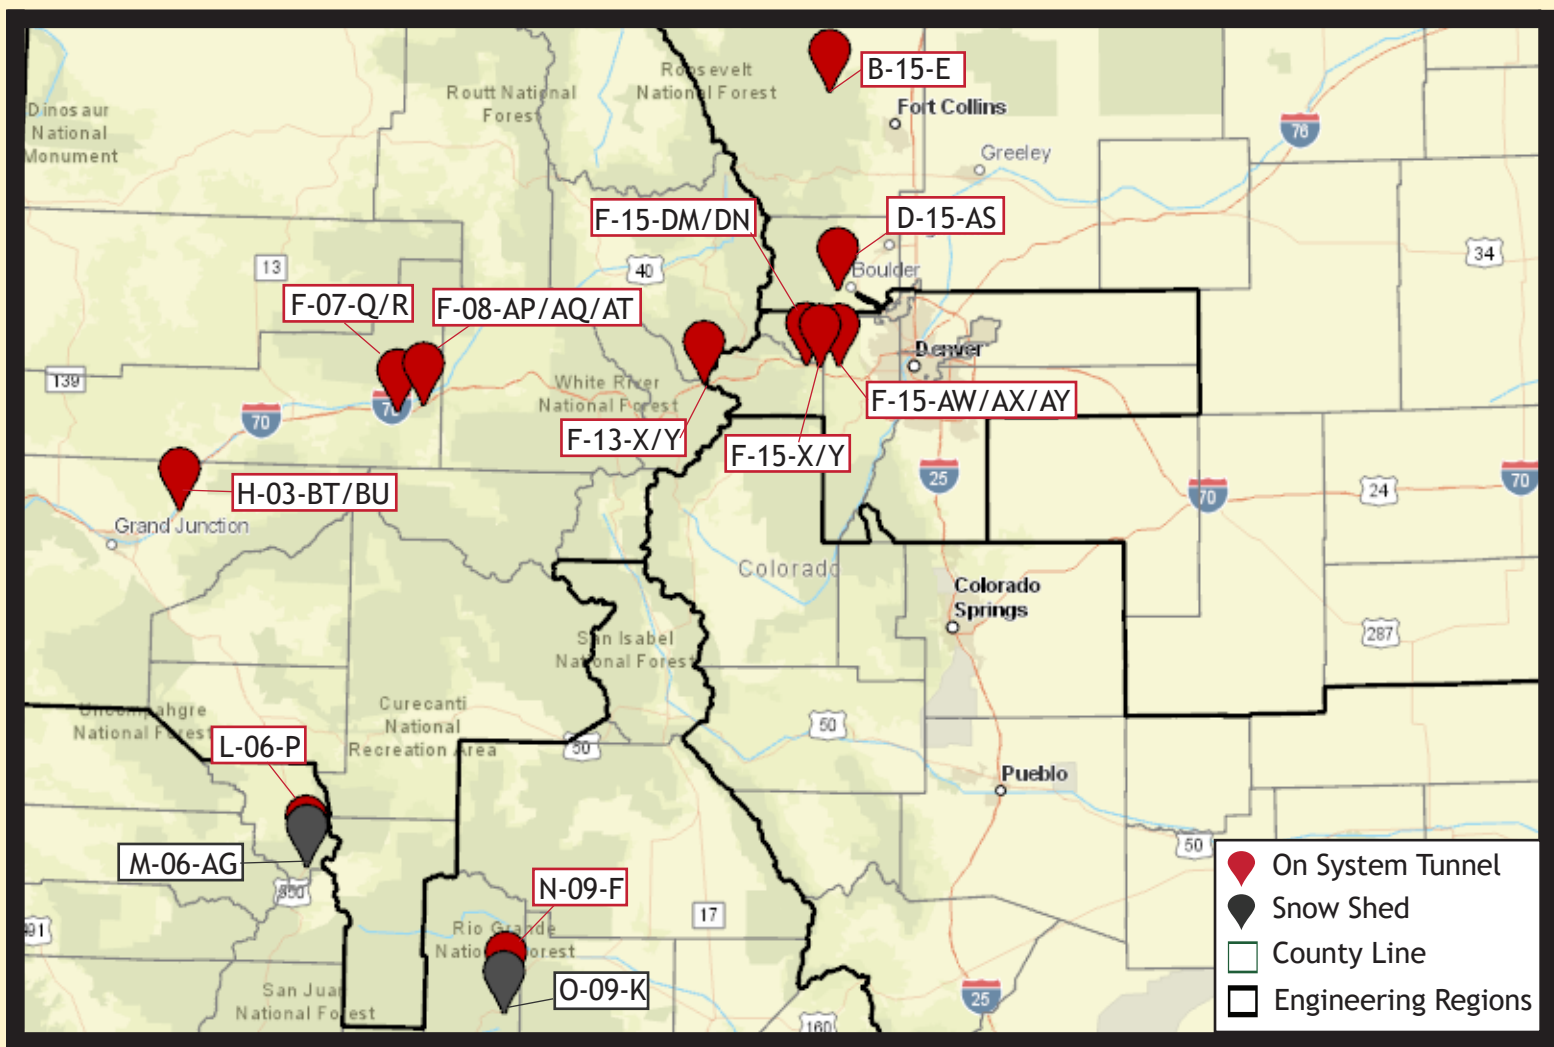 B-15-E
Roosevelt
National Forest
Routt National
Forest
Fort Collins
Dinosaur
National
Monument
76
Greeley
F-15-DM/DN
D-15-AS
34
13
40
Boulder
F-07-Q/R
F-08-AP/AQ/AT
Denver
139
White River
National Forest
70
F-15-AW/AX/AY
70
F-13-X/Y
F-15-X/Y
25
70
70
24
H-03-BT/BU
Grand Junction
Colorado
Colorado
Springs
San Isabel
National Forest
287
Curecanti
National
Recreation Area
Uncompahgre
National Forest
L-06-P
50
50
Pueblo
M-06-AG
50
On System Tunnel
550
N-09-F
Snow Shed
17
Rio Grande
National Forest
491
County Line
O-09-K
San Juan
National Forest
25
Engineering Regions
160